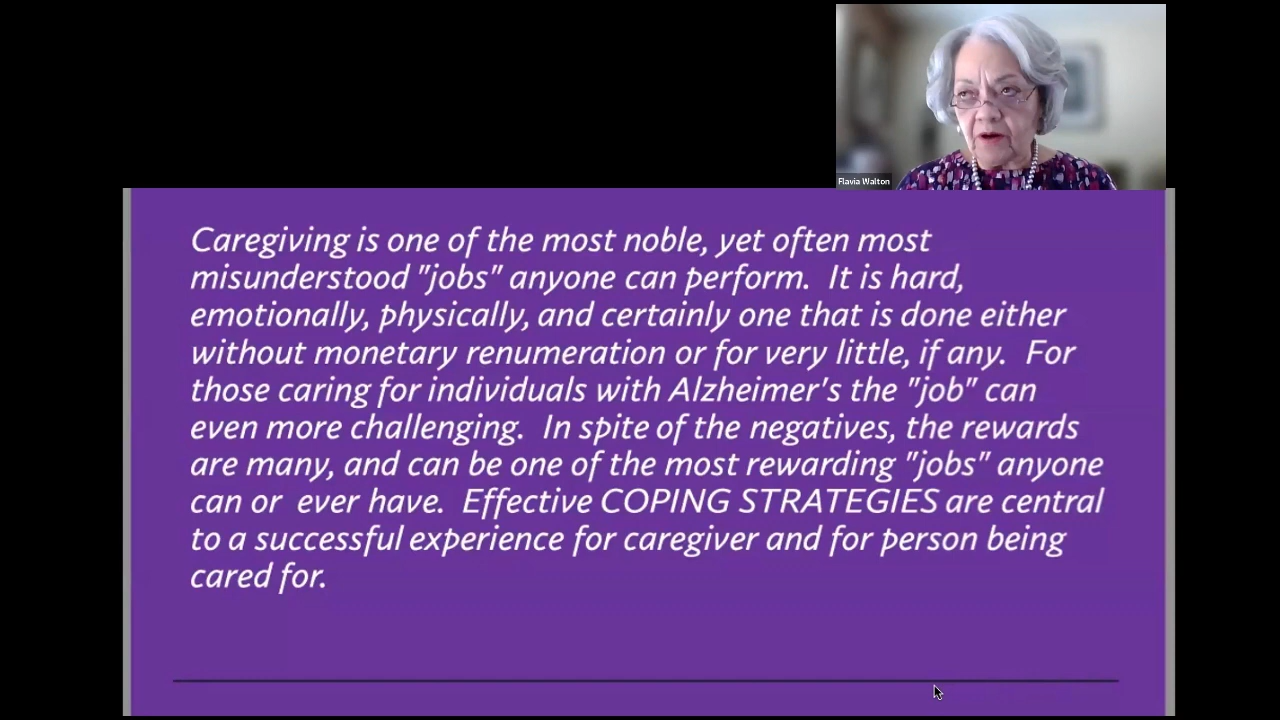 Flavia Walton
Caregiving is one of the most noble, yet often most
misunderstood "jobs" anyone can perform.  It is hard,
emotionally, physically, and certainly one that is done either
without monetary renumeration or for very little, if any.  For
those caring for individuals with Alzheimer's the "job" can
even more challenging.  In spite of the negatives, the rewards
are many, and can be one of the most rewarding "jobs" anyone
can or  ever have.  Effective COPING STRATEGIES are central
to a successful experience for caregiver and for person being
cared for.